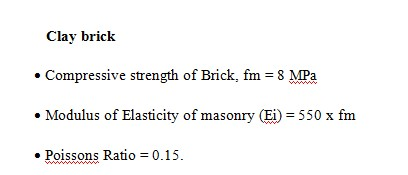 Clay brick
• Compressive strength of Brick, fm = 8 MPa
• Modulus of Elasticity of masonry (Ei) = 550 x fm
• Poissons Ratio = 0.15.